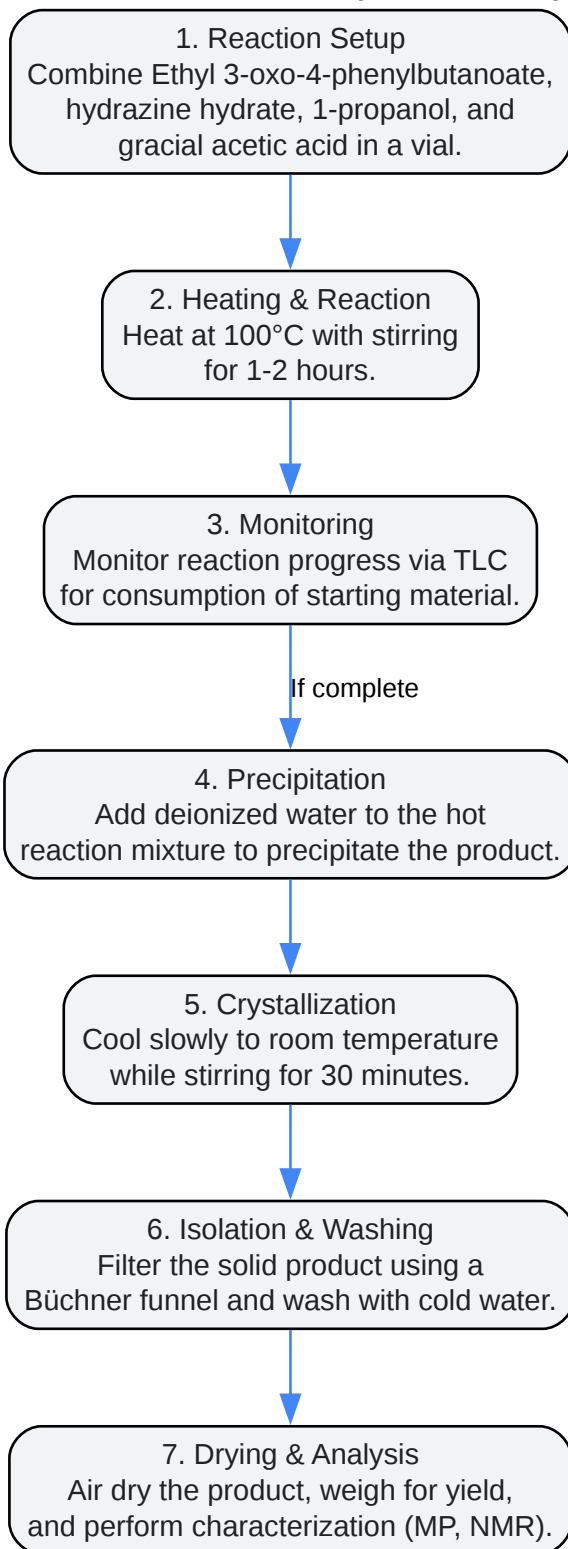 1. Reaction Setup
Combine Ethyl 3-oxo-4-phenylbutanoate,
hydrazine hydrate, 1-propanol, and
gracial acetic acid in a vial.
2. Heating & Reaction
Heat at 100°C with stirring
for 1-2 hours.
3. Monitoring
Monitor reaction progress via TLC
for consumption of starting material.
If complete
4. Precipitation
Add deionized water to the hot
reaction mixture to precipitate the product.
5. Crystallization
Cool slowly to room temperature
while stirring for 30 minutes.
6. Isolation & Washing
Filter the solid product using a
Büchner funnel and wash with cold water.
7. Drying & Analysis
Air dry the product, weigh for yield,
and perform characterization (MP, NMR).